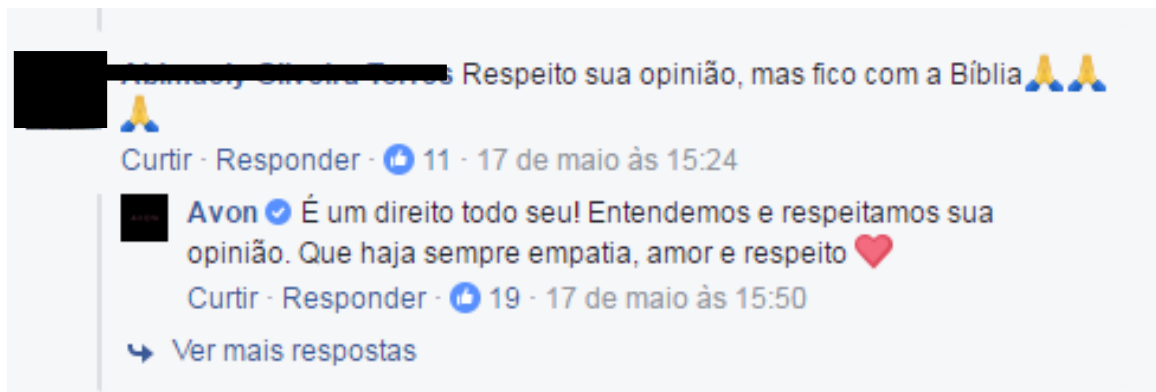 Respeito sua opinião, mas fico com a Bíblia🙏🙏
🙏
Curtir · Responder · 11 · 17 de maio às 15:24
Avon É um direito todo seu! Entendemos e respeitamos sua
opinião. Que haja sempre empatia, amor e respeito ❤
Curtir · Responder · 19 · 17 de maio às 15:50
Ver mais respostas